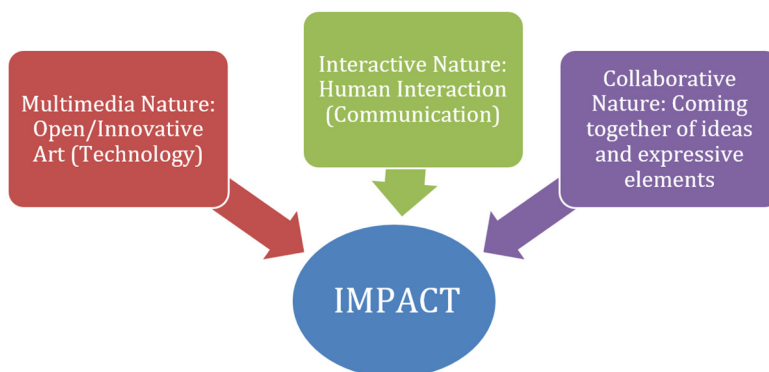 Multimedia Nature:
Open/Innovative
Art (Technology)
Interactive Nature:
Human Interaction
(Communication)
Collaborative
Nature: Coming
together of ideas
and expressive
elements
IMPACT